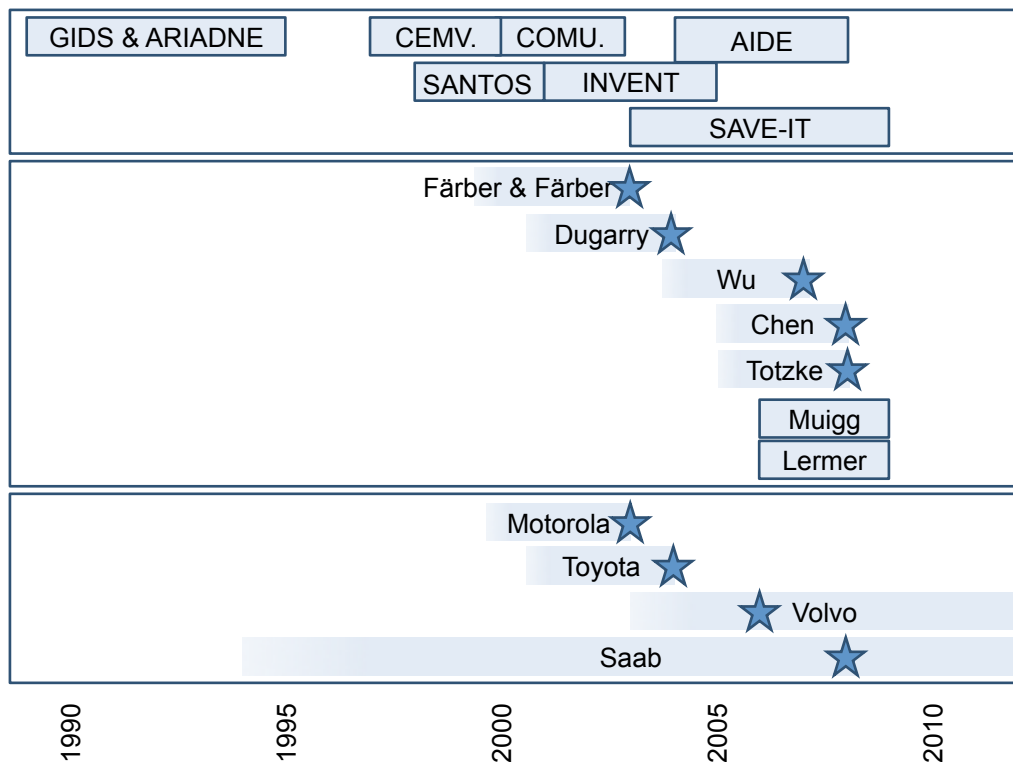 GIDS & ARIADNE
CEMV.
COMU.
AIDE
SANTOS
INVENT
SAVE-IT
Färber & Färber
Dugarry
Wu
Chen
Totzke
Muigg
Lermer
Motorola
Toyota
Volvo
Saab
1990
1995
2000
2005
2010